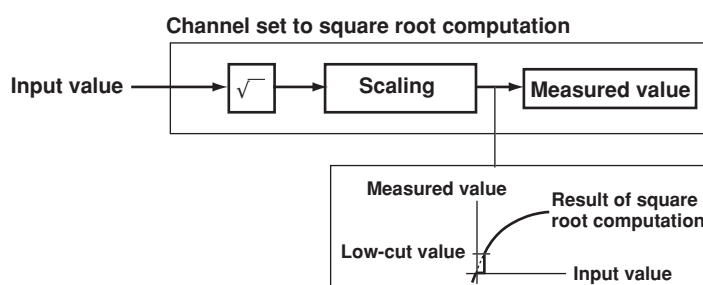 Channel set to square root computation
Input value
√
Scaling
Measured value
Measured value
Result of square
root computation
Low-cut value
Input value